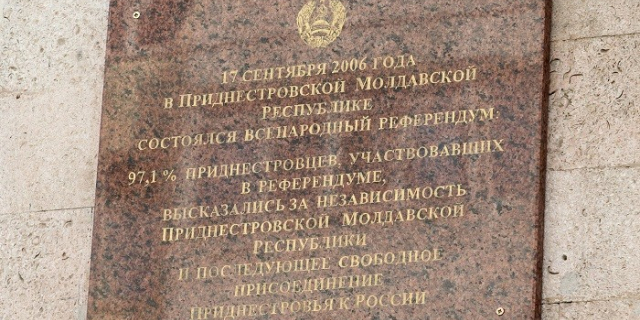 17 СЕНТЯБРЯ 2006 ГОДА
В ПРИДНЕСТРОВСКОЙ МОЛДАВСКОЙ
РЕСПУБЛИКЕ
СОСТОЯЛСЯ ВСЕНАРОДНЫЙ РЕФЕРЕНДУМ:
97,1 % ПРИДНЕСТРОВЦЕВ, УЧАСТВОВАВШИХ
В РЕФЕРЕНДУМЕ,
ВЫСКАЗАЛИСЬ ЗА НЕЗАВИСИМОСТЬ
ПРИДНЕСТРОВСКОЙ МОЛДАВСКОЙ
РЕСПУБЛИКИ
И ПОСЛЕДУЮЩЕЕ СВОБОДНОЕ
ПРИСОЕДИНЕНИЕ
ПРИДНЕСТРОВЬЯ К РОССИИ